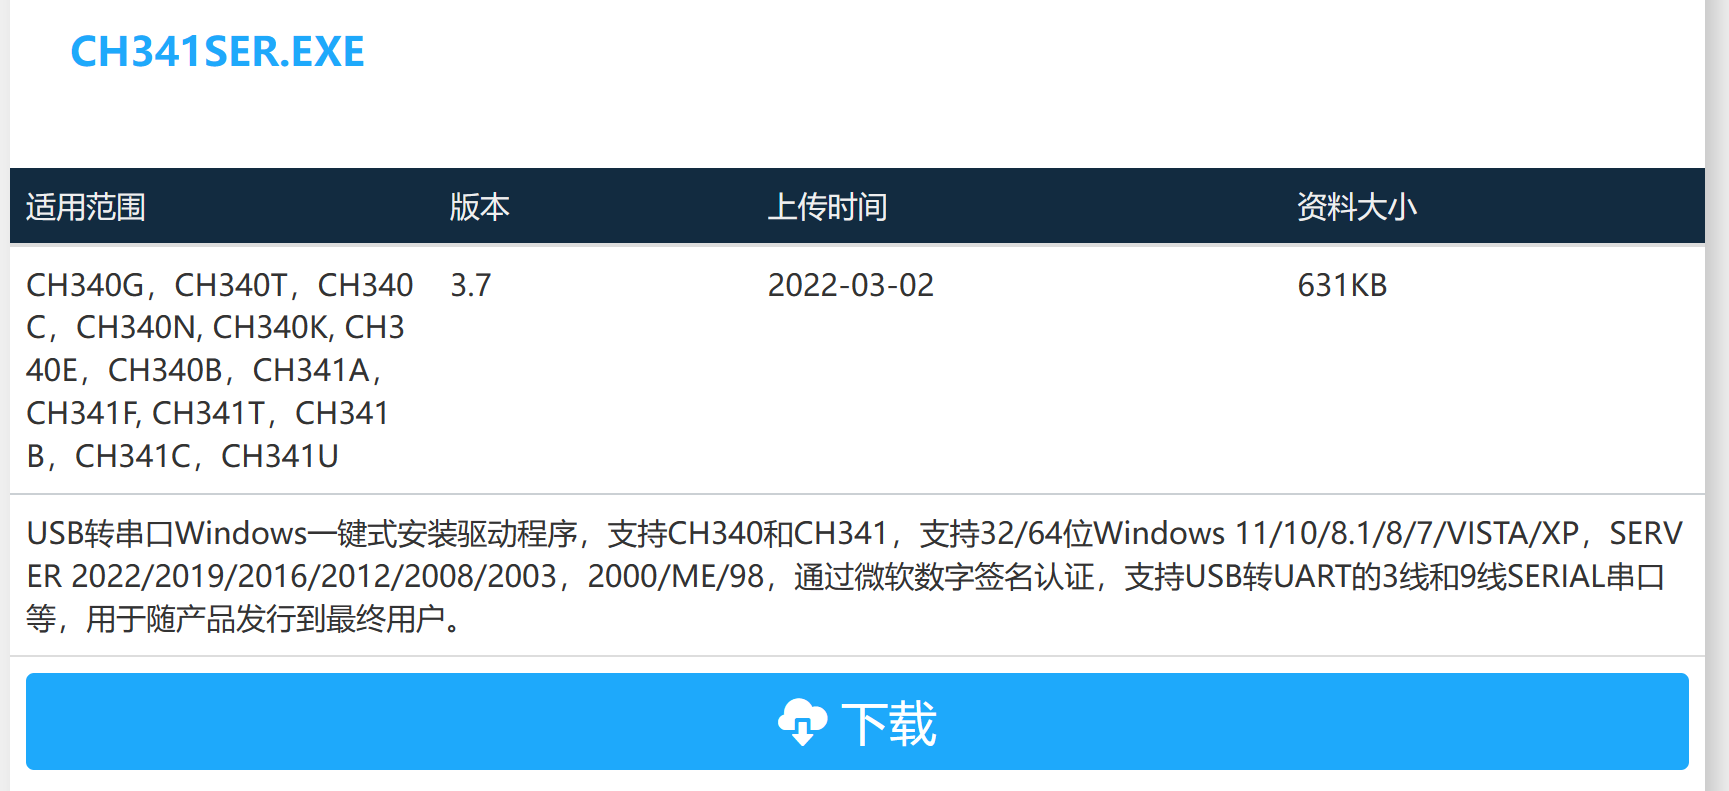 CH341SER.EXE
适用范围 版本 上传时间 资料大小
CH340G，CH340T，CH340 3.7 2022-03-02 631KB
C，CH340N, CH340K, CH3
40E，CH340B，CH341A，
CH341F, CH341T，CH341
B，CH341C，CH341U
USB转串口Windows一键式安装驱动程序，支持CH340和CH341，支持32/64位Windows 11/10/8.1/8/7/VISTA/XP，SERV
ER 2022/2019/2016/2012/2008/2003，2000/ME/98，通过微软数字签名认证，支持USB转UART的3线和9线SERIAL串口
等，用于随产品发行到最终用户。
下载